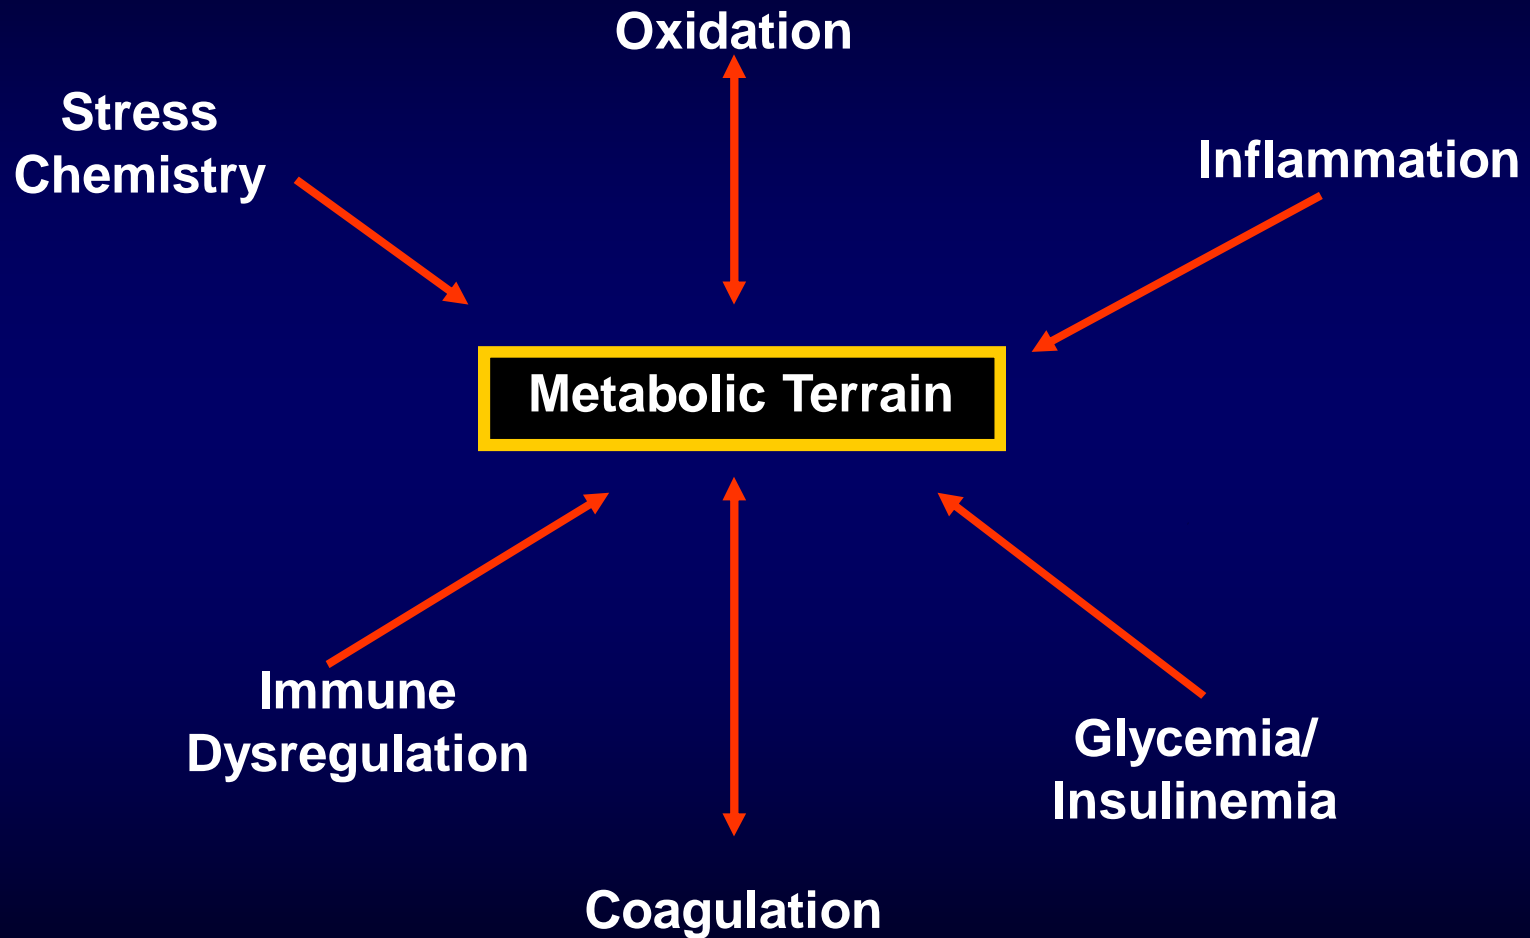 Oxidation
Stress
Chemistry
Inflammation
Metabolic Terrain
Immune
Dysregulation
Glycemia/
Insulinemia
Coagulation